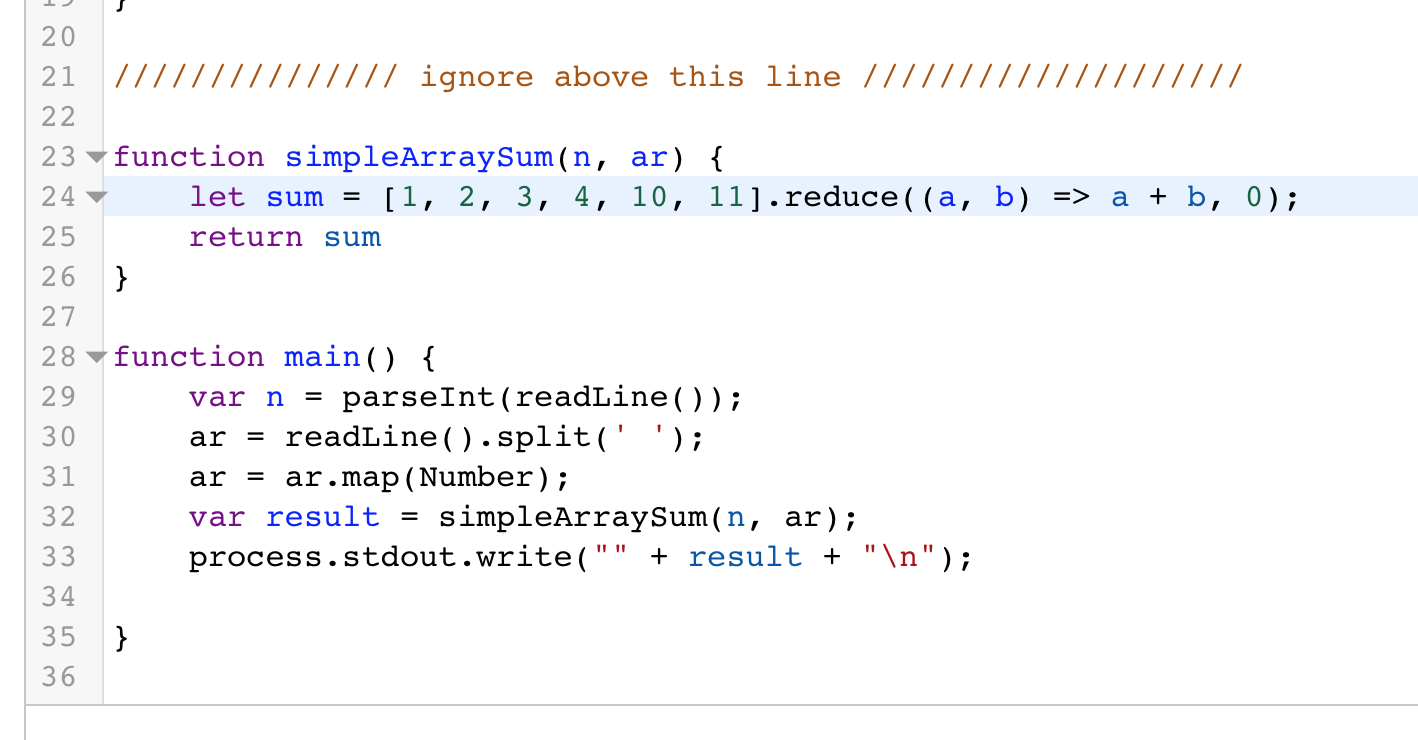 19 }
20
21 /////////////// ignore above this line ////////////////////
22
23 function simpleArraySum(n, ar) {
24     let sum = [1, 2, 3, 4, 10, 11].reduce((a, b) => a + b, 0);
25     return sum
26 }
27
28 function main() {
29     var n = parseInt(readLine());
30     ar = readLine().split(' ');
31     ar = ar.map(Number);
32     var result = simpleArraySum(n, ar);
33     process.stdout.write("" + result + "\n");
34
35 }
36